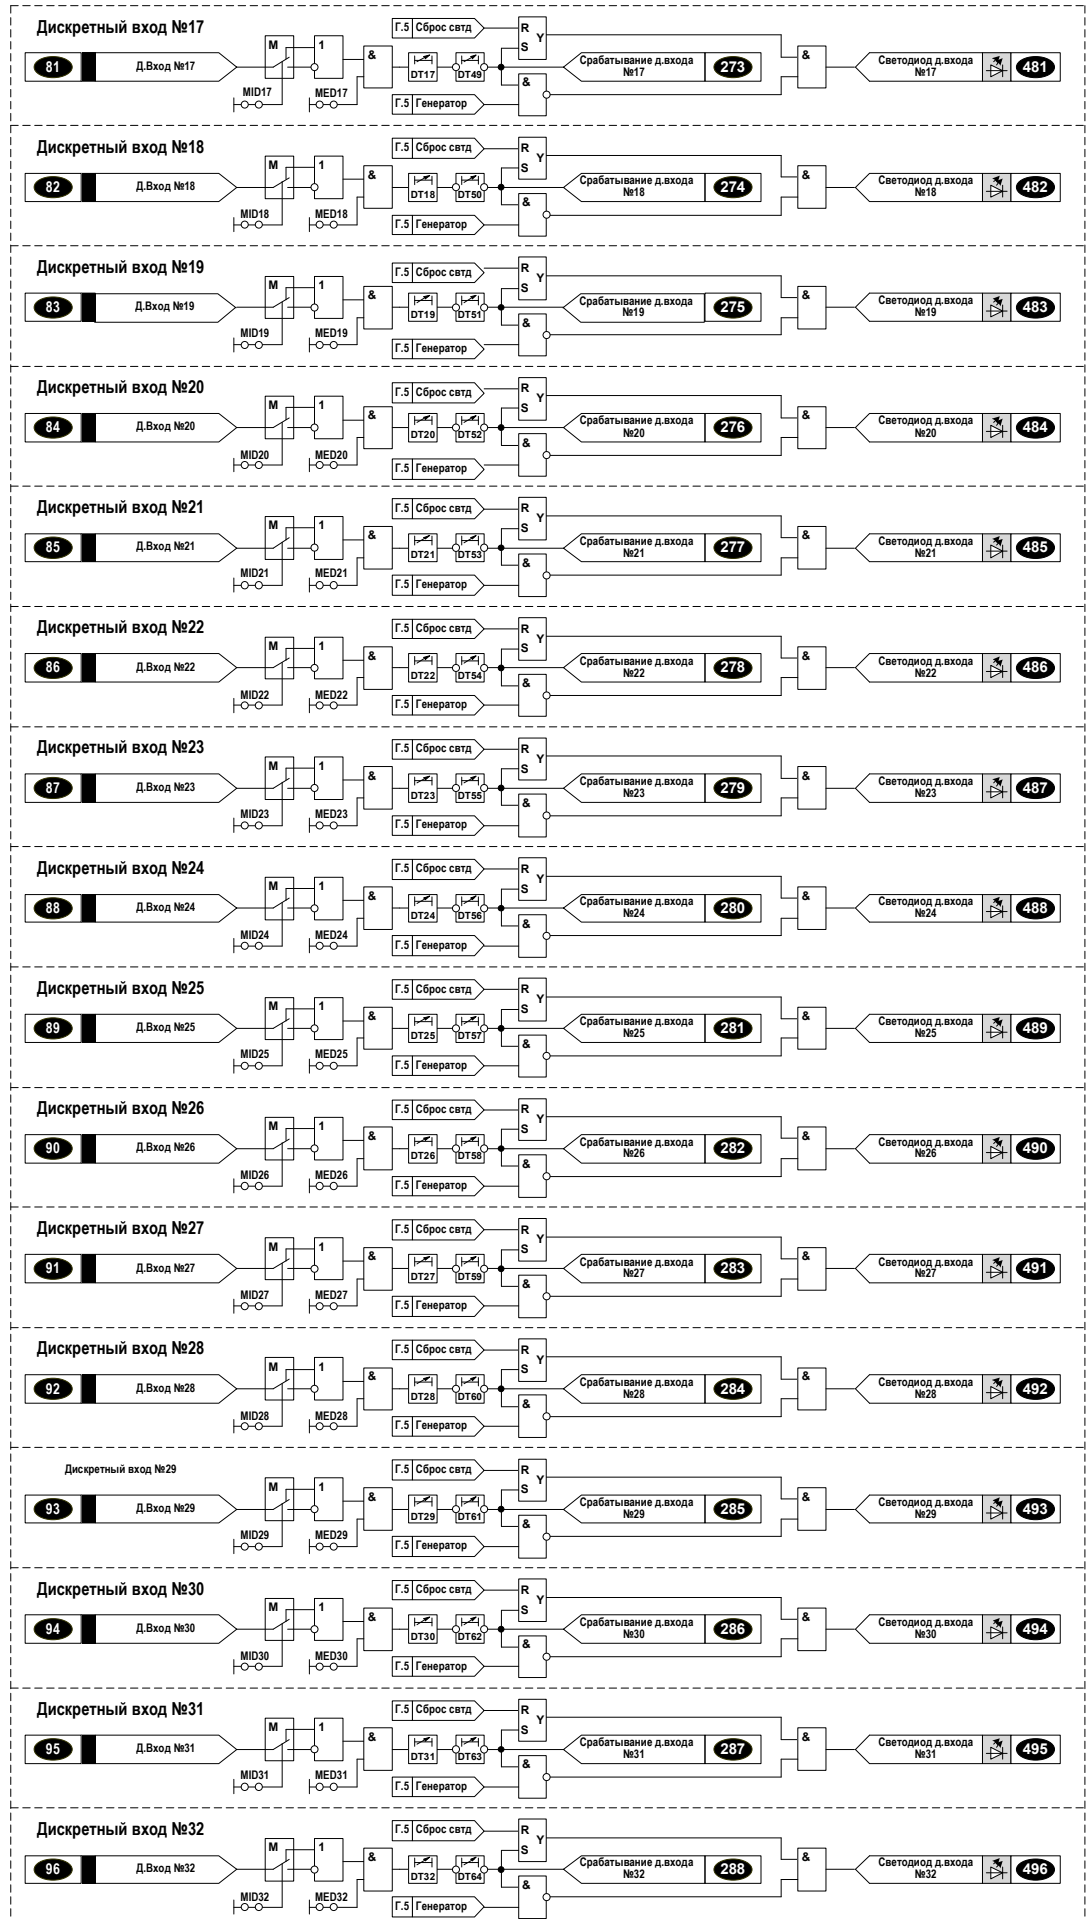 Дискретный вход №17
Г.5 Сброс свтд R Y
S
M 1 & &
81 Д.Вход №17 DT17 DT49 Срабатывание д.входа №17 273 Светодиод д.входа №17 481
MID17 MED17 &
Г.5 Генератор
Дискретный вход №18
Г.5 Сброс свтд R Y
S
M 1 & &
82 Д.Вход №18 DT18 DT50 Срабатывание д.входа №18 274 Светодиод д.входа №18 482
MID18 MED18 &
Г.5 Генератор
Дискретный вход №19
Г.5 Сброс свтд R Y
S
M 1 & &
83 Д.Вход №19 DT19 DT51 Срабатывание д.входа №19 275 Светодиод д.входа №19 483
MID19 MED19 &
Г.5 Генератор
Дискретный вход №20
Г.5 Сброс свтд R Y
S
M 1 & &
84 Д.Вход №20 DT20 DT52 Срабатывание д.входа №20 276 Светодиод д.входа №20 484
MID20 MED20 &
Г.5 Генератор
Дискретный вход №21
Г.5 Сброс свтд R Y
S
M 1 & &
85 Д.Вход №21 DT21 DT53 Срабатывание д.входа №21 277 Светодиод д.входа №21 485
MID21 MED21 &
Г.5 Генератор
Дискретный вход №22
Г.5 Сброс свтд R Y
S
M 1 & &
86 Д.Вход №22 DT22 DT54 Срабатывание д.входа №22 278 Светодиод д.входа №22 486
MID22 MED22 &
Г.5 Генератор
Дискретный вход №23
Г.5 Сброс свтд R Y
S
M 1 & &
87 Д.Вход №23 DT23 DT55 Срабатывание д.входа №23 279 Светодиод д.входа №23 487
MID23 MED23 &
Г.5 Генератор
Дискретный вход №24
Г.5 Сброс свтд R Y
S
M 1 & &
88 Д.Вход №24 DT24 DT56 Срабатывание д.входа №24 280 Светодиод д.входа №24 488
MID24 MED24 &
Г.5 Генератор
Дискретный вход №25
Г.5 Сброс свтд R Y
S
M 1 & &
89 Д.Вход №25 DT25 DT57 Срабатывание д.входа №25 281 Светодиод д.входа №25 489
MID25 MED25 &
Г.5 Генератор
Дискретный вход №26
Г.5 Сброс свтд R Y
S
M 1 & &
90 Д.Вход №26 DT26 DT58 Срабатывание д.входа №26 282 Светодиод д.входа №26 490
MID26 MED26 &
Г.5 Генератор
Дискретный вход №27
Г.5 Сброс свтд R Y
S
M 1 & &
91 Д.Вход №27 DT27 DT59 Срабатывание д.входа №27 283 Светодиод д.входа №27 491
MID27 MED27 &
Г.5 Генератор
Дискретный вход №28
Г.5 Сброс свтд R Y
S
M 1 & &
92 Д.Вход №28 DT28 DT60 Срабатывание д.входа №28 284 Светодиод д.входа №28 492
MID28 MED28 &
Г.5 Генератор
Дискретный вход №29
Г.5 Сброс свтд R Y
S
M 1 & &
93 Д.Вход №29 DT29 DT61 Срабатывание д.входа №29 285 Светодиод д.входа №29 493
MID29 MED29 &
Г.5 Генератор
Дискретный вход №30
Г.5 Сброс свтд R Y
S
M 1 & &
94 Д.Вход №30 DT30 DT62 Срабатывание д.входа №30 286 Светодиод д.входа №30 494
MID30 MED30 &
Г.5 Генератор
Дискретный вход №31
Г.5 Сброс свтд R Y
S
M 1 & &
95 Д.Вход №31 DT31 DT63 Срабатывание д.входа №31 287 Светодиод д.входа №31 495
MID31 MED31 &
Г.5 Генератор
Дискретный вход №32
Г.5 Сброс свтд R Y
S
M 1 & &
96 Д.Вход №32 DT32 DT64 Срабатывание д.входа №32 288 Светодиод д.входа №32 496
MID32 MED32 &
Г.5 Генератор